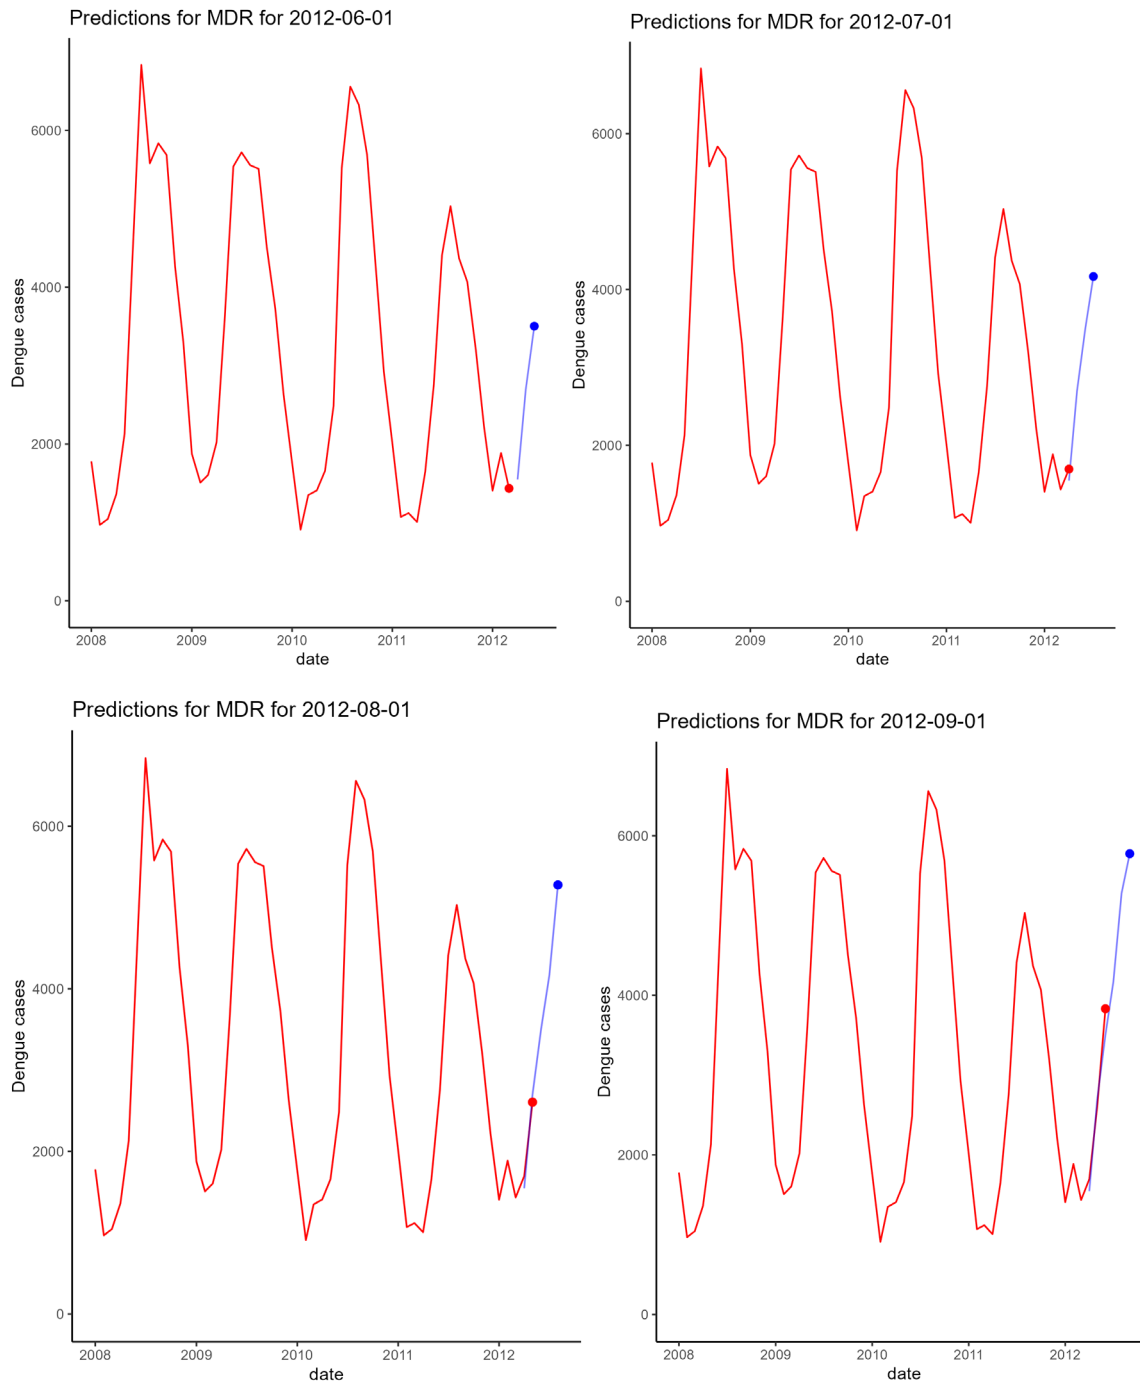 Predictions for MDR for 2012-06-01
Dengue cases
6000
4000
2000
0
2008 2009 2010 2011 2012
date
Predictions for MDR for 2012-07-01
Dengue cases
6000
4000
2000
0
2008 2009 2010 2011 2012
date
Predictions for MDR for 2012-08-01
Dengue cases
6000
4000
2000
0
2008 2009 2010 2011 2012
date
Predictions for MDR for 2012-09-01
Dengue cases
6000
4000
2000
0
2008 2009 2010 2011 2012
date